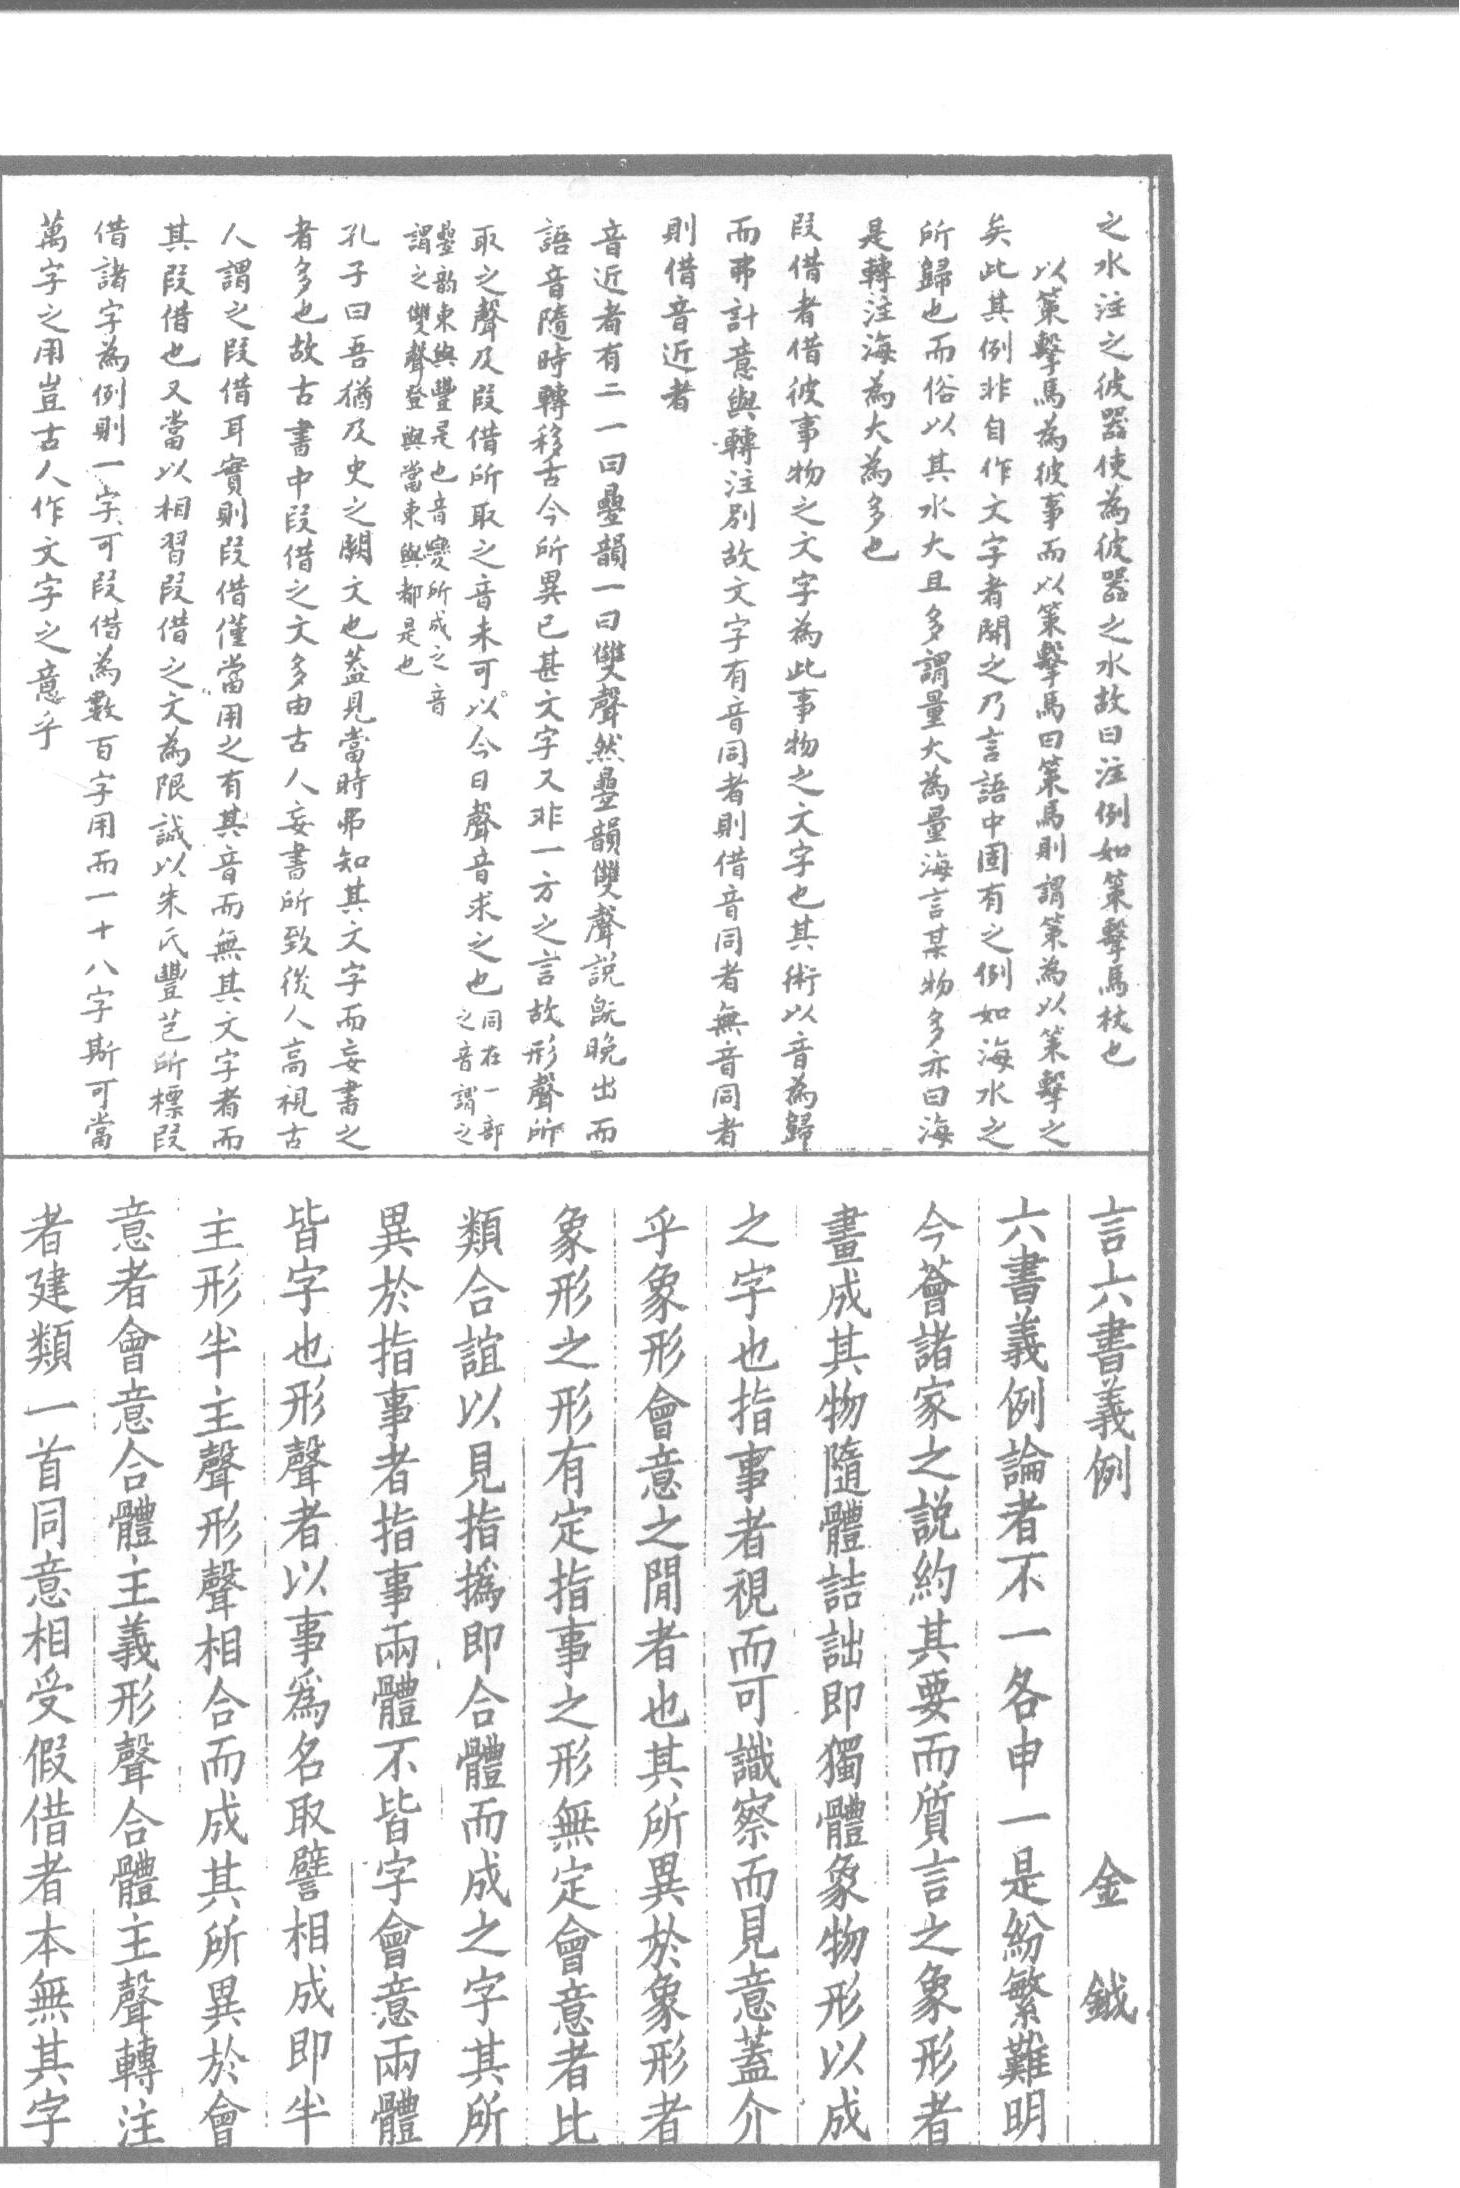 之水注之彼器使為彼器之水故曰注例如策擊馬杖也
以策擊馬為彼事而以策擊馬曰策馬則謂策為以策擊之
矣此其例非自作文字者開之乃言語中固有之例如海水之
所歸也而俗以其水大且多謂量大為量海言某物多亦曰海
是轉注海為大為多也
叚借者借彼事物之文字為此事物之文字也其術以音為歸
而弗計意與轉注別故文字有音同者則借音同者無音同者
則借音近者
音近者有二一曰疊韻一曰雙聲然疊韻雙聲説旣晚出而
語音隨時轉移古今所異已甚文字又非一方之言故形聲所
取之聲及叚借所取之音未可以今日聲音求之也同在一部
之音謂之
疊韵東與豐是也音變所成之音
謂之雙聲登與當東與都是也
孔子曰吾猶及史之闕文也蓋見當時弗知其文字而妄書之
者多也故古書中叚借之文多由古人妄書所致後人高視古
人謂之叚借耳實則叚借僅當用之有其音而無其文字者而
其叚借也又當以相習叚借之文為限誠以朱氏豐芑所標叚
借諸字為例則一字可叚借為數百字用而一十八字斯可當
萬字之用豈古人作文字之意乎
言六書義例 金鉞
六書義例論者不一各申一是紛繁難明
今薈諸家之説約其要而質言之象形者
畫成其物隨體詰詘即獨體象物形以成
之字也指事者視而可識察而見意蓋介
乎象形會意之閒者也其所異於象形者
象形之形有定指事之形無定會意者比
類合誼以見指撝即合體而成之字其所
異於指事者指事兩體不皆字會意兩體
皆字也形聲者以事爲名取譬相成即半
主形半主聲形聲相合而成其所異於會
意者會意合體主義形聲合體主聲轉注
者建類一首同意相受假借者本無其字